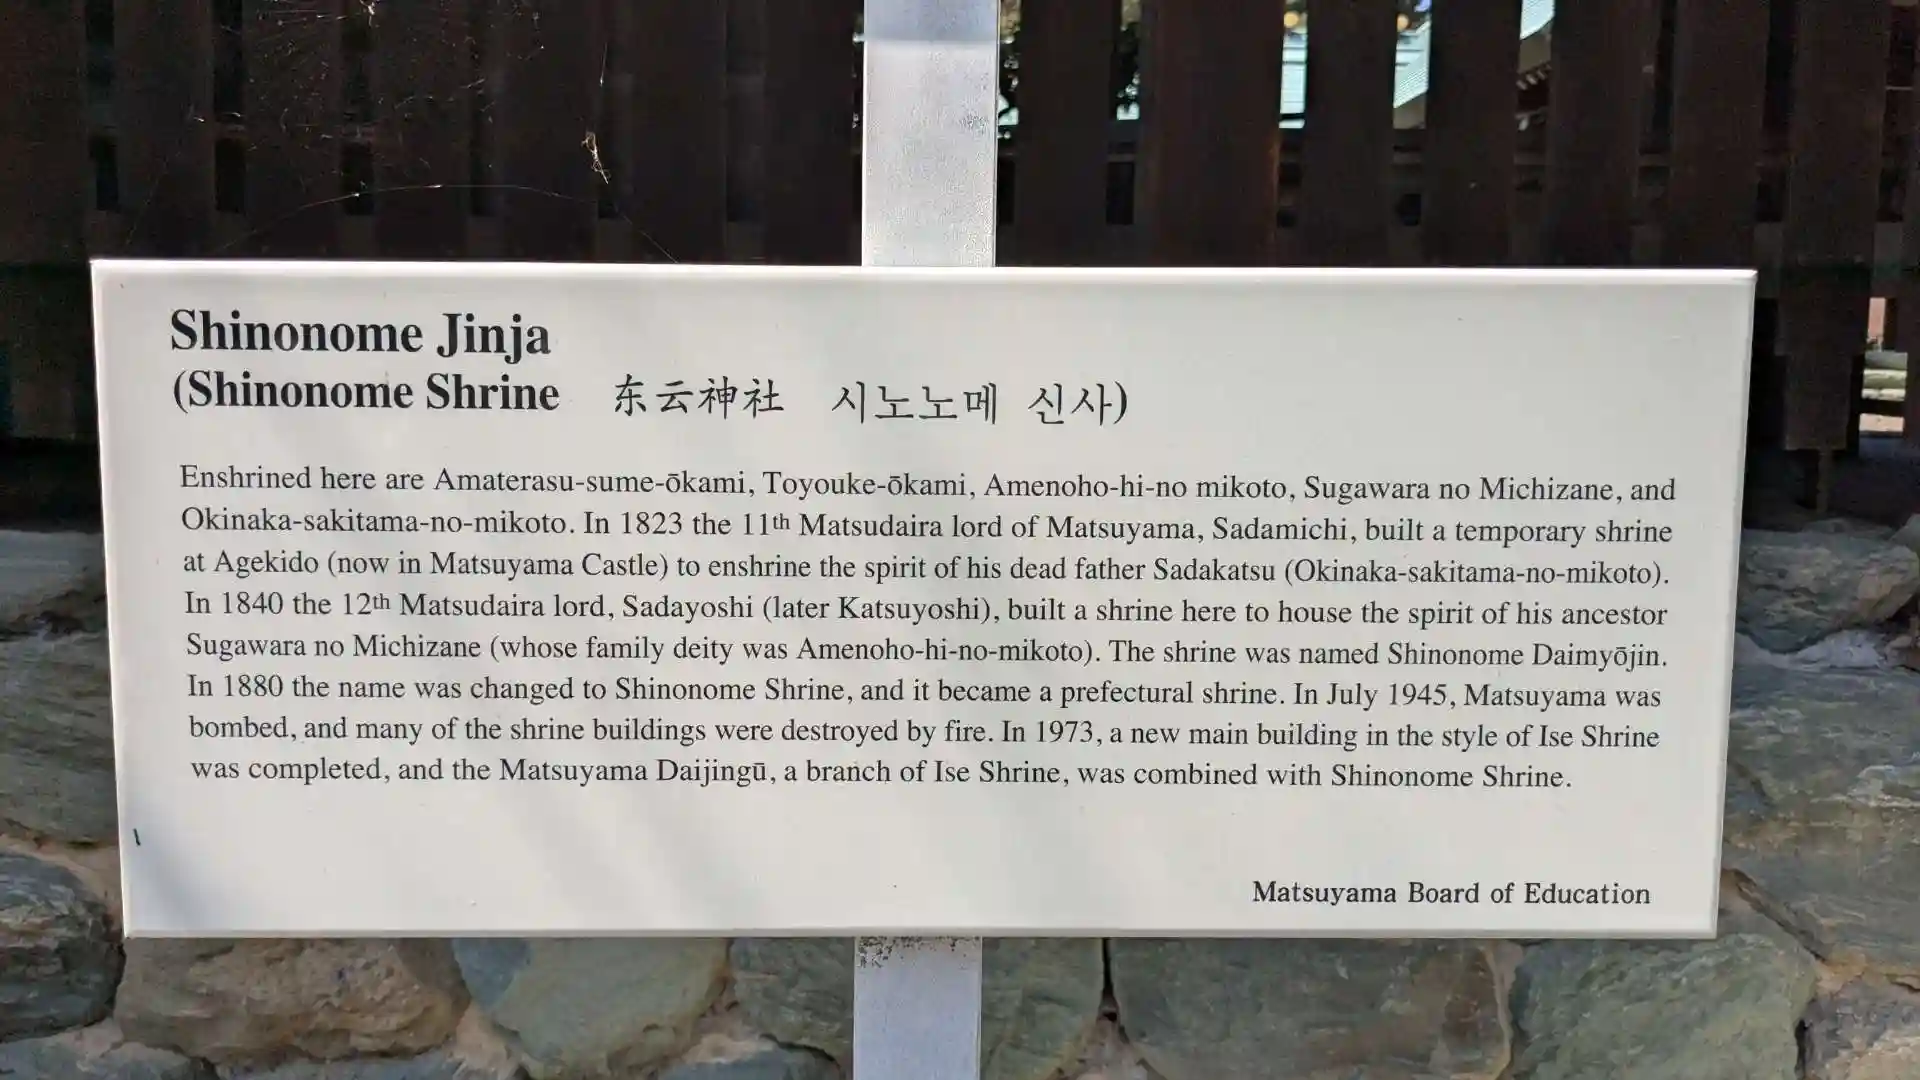 Shinonome Jinja
(Shinonome Shrine 东云神社 시노노메 신사)
Enshrined here are Amaterasu-sume-ōkami, Toyouke-ōkami, Amenoho-hi-no mikoto, Sugawara no Michizane, and
Okinaka-sakitama-no-mikoto. In 1823 the 11th Matsudaira lord of Matsuyama, Sadamichi, built a temporary shrine
at Agekido (now in Matsuyama Castle) to enshrine the spirit of his dead father Sadakatsu (Okinaka-sakitama-no-mikoto).
In 1840 the 12th Matsudaira lord, Sadayoshi (later Katsuyoshi), built a shrine here to house the spirit of his ancestor
Sugawara no Michizane (whose family deity was Amenoho-hi-no-mikoto). The shrine was named Shinonome Daimyōjin.
In 1880 the name was changed to Shinonome Shrine, and it became a prefectural shrine. In July 1945, Matsuyama was
bombed, and many of the shrine buildings were destroyed by fire. In 1973, a new main building in the style of Ise Shrine
was completed, and the Matsuyama Daijingū, a branch of Ise Shrine, was combined with Shinonome Shrine.
Matsuyama Board of Education